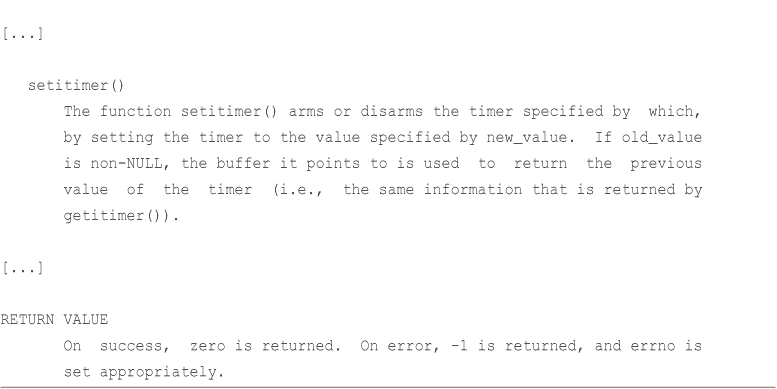 [...]
setitimer()
The function setitimer() arms or disarms the timer specified by which,
by setting the timer to the value specified by new_value. If old_value
is non-NULL, the buffer it points to is used to return the previous
value of the timer (i.e., the same information that is returned by
getitimer()).
[...]
RETURN VALUE
On success, zero is returned. On error, -1 is returned, and errno is
set appropriately.